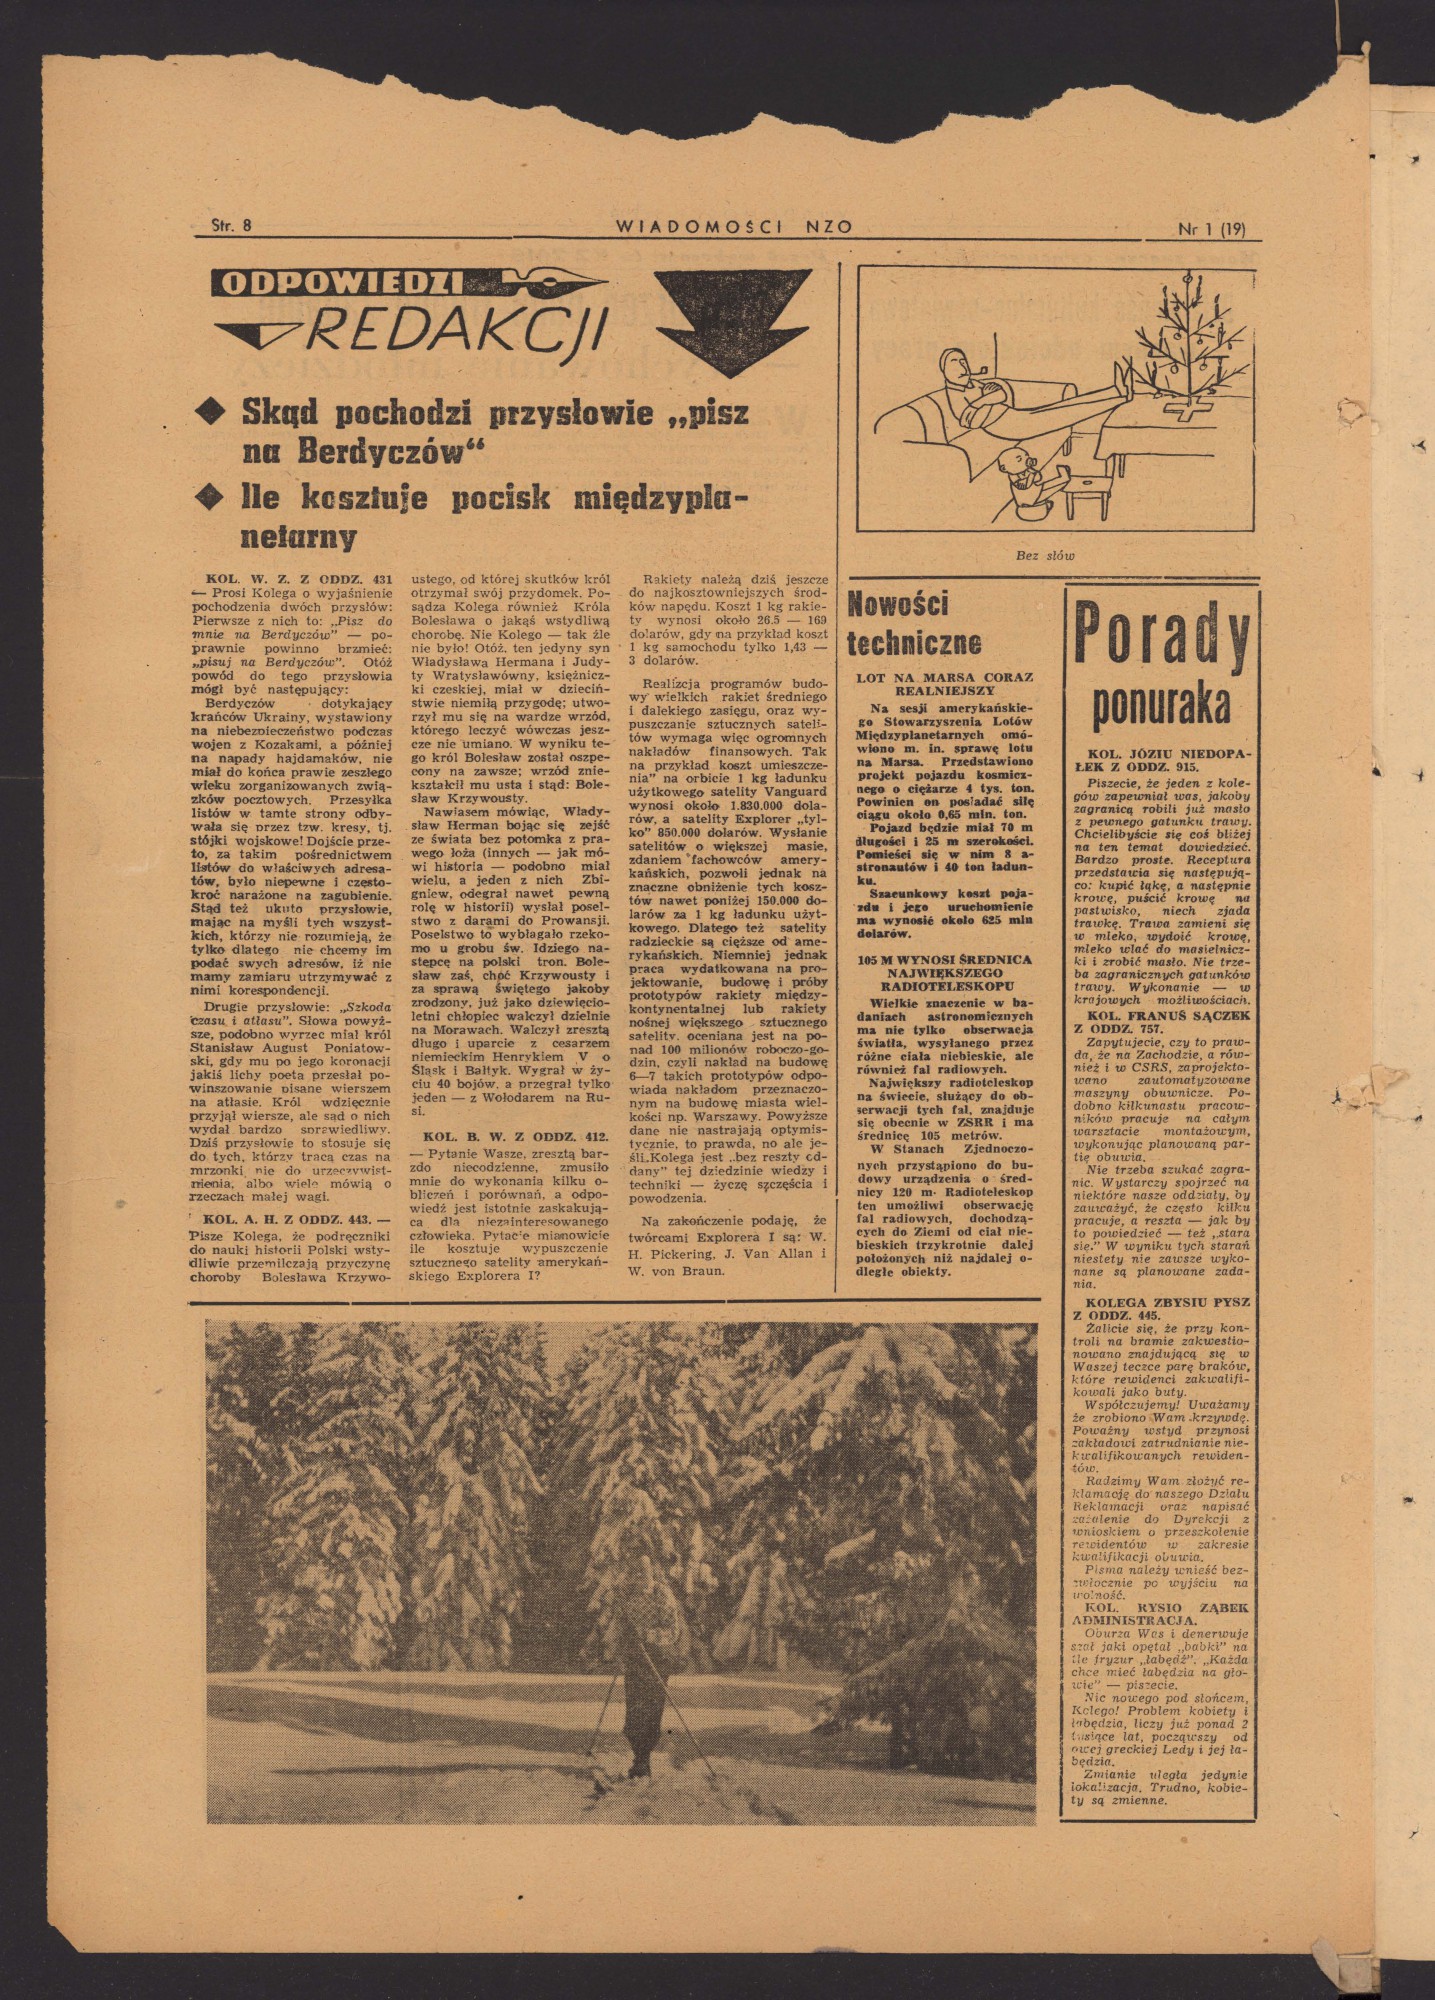 Str. 8
WIADOMOŚCI NZO
Nr 1 (19)
ODPOWIEDZI
REDAKCJI
◆ Skąd pochodzi przysłowie „pisz
na Berdyczów“
◆ Ile kosztuje pocisk międzypla-
netarny
KOL. W. Z. Z ODDZ. 431
— Prosi Kolega o wyjaśnienie
pochodzenia dwóch przysłów:
Pierwsze z nich to: „Pisz do
mnie na Berdyczów” — po-
prawnie powinno brzmieć:
„pisuj na Berdyczów”. Otóż
powód do tego przysłowia
mógł być następujący:
Berdyczów dotykający
krańców Ukrainy, wystawiony
na niebezpieczeństwo podczas
wojen z Kozakami, a później
na napady hajdamaków, nie
miał do końca prawie zeszłego
wieku zorganizowanych zwią-
zków pocztowych. Przesyłka
listów w tamte strony odby-
wała się przez tzw. kresy, tj.
stójki wojskowe! Dojście prze-
to, za takim pośrednictwem
listów do właściwych adresa-
tów, było niepewne i często-
kroć narażone na zagubienie.
Stąd też ukuto przysłowie,
mając na myśli tych wszyst-
kich, którzy nie rozumieją, że
tylko dlatego nie chcemy im
podać swych adresów, iż nie
mamy zamiaru utrzymywać z
nimi korespondencji.
Drugie przysłowie: „Szkoda
czasu i atłasu”. Słowa powyż-
sze, podobno wyrzec miał król
Stanisław August Poniatow-
ski, gdy mu po jego koronacji
jakiś lichy poeta przesłał po-
winszowanie pisane wierszem
na atłasie. Król wdzięcznie
przyjął wiersze, ale sąd o nich
wydał bardzo sprawiedliwy.
Dziś przysłowie to stosuje się
do tych, którzy tracą czas na
mrzonki nie do urzeczywist-
nienia, albo wiele mówią o
rzeczach małej wagi.
KOL. A. H. Z ODDZ. 443. —
Pisze Kolega, że podręczniki
do nauki historii Polski wsty-
dliwie przemilczają przyczynę
choroby Bolesława Krzywo-
ustego, od której skutków król
otrzymał swój przydomek. Po-
sądza Kolega również Króla
Bolesława o jakąś wstydliwą
chorobę. Nie Kolego — tak źle
nie było! Otóż, ten jedyny syn
Władysława Hermana i Judy-
ty Wratysławówny, księżnicz-
ki czeskiej, miał w dzieciń-
stwie niemiłą przygodę; utwo-
rzył mu się na wardze wrzód,
którego leczyć wówczas jesz-
cze nie umiano. W wyniku te-
go król Bolesław został oszpe-
cony na zawsze; wrzód znie-
kształcił mu usta i stąd: Bole-
sław Krzywousty.
Nawiasem mówiąc, Włady-
sław Herman bojąc się zejść
ze świata bez potomka z pra-
wego łoża (innych — jak mó-
wi historia — podobno miał
wielu, a jeden z nich Zbi-
gniew, odegrał nawet pewną
rolę w historii) wysłał posel-
stwo z darami do Prowansji.
Poselstwo to wybłagało rzeko-
mo u grobu św. Idziego na-
stępcę na polski tron. Bole-
sław zaś, choć Krzywousty i
za sprawą świętego jakoby
zrodzony, już jako dziewięcio-
letni chłopiec walczył dzielnie
na Morawach. Walczył zresztą
długo i uparcie z cesarzem
niemieckim Henrykiem V o
Śląsk i Bałtyk. Wygrał w ży-
ciu 40 bojów, a przegrał tylko
jeden — z Wołodarem na Ru-
si.
KOL. B. W. Z ODDZ. 412.
— Pytanie Wasze, zresztą bar-
dzo niecodzienne, zmusiło
mnie do wykonania kilku o-
bliczeń i porównań, a odpo-
wiedź jest istotnie zaskakują-
ca dla niezainteresowanego
człowieka. Pytacie mianowicie
ile kosztuje wypuszczenie
sztucznego satelity amerykań-
skiego Explorera I?
Rakiety należą dziś jeszcze
do najkosztowniejszych środ-
ków napędu. Koszt 1 kg rakie-
ty wynosi około 26.5 — 169
dolarów, gdy na przykład koszt
1 kg samochodu tylko 1,43 —
3 dolarów.
Realizcja programów budo-
wy wielkich rakiet średniego
i dalekiego zasięgu, oraz wy-
puszczanie sztucznych sateli-
tów wymaga więc ogromnych
nakładów finansowych. Tak
na przykład koszt umieszcze-
nia” na orbicie 1 kg ładunku
użytkowego satelity Vanguard
wynosi około 1.830.000 dola-
rów, a satelity Explorer „tyl-
ko” 850.000 dolarów. Wysłanie
satelitów o większej masie,
zdaniem fachowców amery-
kańskich, pozwoli jednak na
znaczne obniżenie tych kosz-
tów nawet poniżej 150.000 do-
larów za 1 kg ładunku użyt-
kowego. Dlatego też satelity
radzieckie są cięższe od ame-
rykańskich. Niemniej jednak
praca wydatkowana na pro-
jektowanie, budowę i próby
prototypów rakiety między-
kontynentalnej lub rakiety
nośnej większego sztucznego
satelity, oceniana jest na po-
nad 100 milionów roboczo-go-
dzin, czyli nakład na budowę
6—7 takich prototypów odpo-
wiada nakładom przeznaczo-
nym na budowę miasta wiel-
kości np. Warszawy. Powyższe
dane nie nastrajają optymis-
tycznie, to prawda, no ale je-
śli Kolega jest „bez reszty od-
dany” tej dziedzinie wiedzy i
techniki — życzę szczęścia i
powodzenia.
Na zakończenie podaję, że
twórcami Explorera I są: W.
H. Pickering, J. Van Allan i
W. von Braun.
Bez słów
Nowości
techniczne
LOT NA MARSA CORAZ
REALNIEJSZY
Na sesji amerykańskie-
go Stowarzyszenia Lotów
Międzyplanetarnych omó-
wiono m. in. sprawę lotu
na Marsa. Przedstawiono
projekt pojazdu kosmicz-
nego o ciężarze 4 tys. ton.
Powinien on posiadać siłę
ciągu około 0,65 mln. ton.
Pojazd będzie miał 70 m
długości i 25 m szerokości.
Pomieści się w nim 8 a-
stronautów i 40 ton ładun-
ku.
Szacunkowy koszt poja-
zdu i jego uruchomienie
ma wynosić około 625 mln
dolarów.
105 M WYNOSI ŚREDNICA
NAJWIĘKSZEGO
RADIOTELESKOPU
Wielkie znaczenie w ba-
daniach astronomicznych
ma nie tylko obserwacja
światła, wysyłanego przez
różne ciała niebieskie, ale
również fal radiowych.
Największy radioteleskop
na świecie, służący do ob-
serwacji tych fal, znajduje
się obecnie w ZSRR i ma
średnicę 105 metrów.
W Stanach Zjednoczo-
nych przystąpiono do bu-
dowy urządzenia o śred-
nicy 120 m. Radioteleskop
ten umożliwi obserwację
fal radiowych, dochodzą-
cych do Ziemi od ciał nie-
bieskich trzykrotnie dalej
położonych niż najdalej o-
dległe obiekty.
Porady
ponuraka
KOL. JÓZIU NIEDOPA-
ŁEK Z ODDZ. 915.
Piszecie, że jeden z kole-
gów zapewniał was, jakoby
zagranicą robili już masło
z pewnego gatunku trawy.
Chcielibyście się coś bliżej
na ten temat dowiedzieć.
Bardzo proste. Receptura
przedstawia się następują-
co: kupić łąkę, a następnie
krowę, puścić krowę na
pastwisko, niech zjada
trawkę. Trawa zamieni się
w mleko, wydoić krowę,
mleko wlać do masielnicz-
ki i zrobić masło. Nie trze-
ba zagranicznych gatunków
trawy. Wykonanie — w
krajowych możliwościach.
KOL. FRANUŚ SĄCZEK
Z ODDZ. 757.
Zapytujecie, czy to praw-
da, że na Zachodzie, a rów-
nież i w CSRS, zaprojekto-
wano zautomatyzowane
maszyny obuwnicze. Po-
dobno kilkunastu pracow-
ników pracuje na całym
warsztacie montażowym,
wykonując planowaną par-
tię obuwia.
Nie trzeba szukać zagra-
nic. Wystarczy spojrzeć na
niektóre nasze oddziały, by
zauważyć, że często kilku
pracuje, a reszta — jak by
to powiedzieć — też „stara
się.” W wyniku tych starań
niestety nie zawsze wyko-
nane są planowane zada-
nia.
KOLEGA ZBYSIU PYSZ
Z ODDZ. 445.
Żalicie się, że przy kon-
troli na bramie zakwestio-
nowano znajdującą się w
Waszej teczce parę braków,
które rewidenci zakwalifi-
kowali jako buty.
Współczujemy! Uważamy
że zrobiono Wam krzywdę.
Poważny wstyd przynosi
zakładowi zatrudnianie nie-
kwalifikowanych rewiden-
tów.
Radzimy Wam złożyć re-
klamację do naszego Działu
Reklamacji oraz napisać
zażalenie do Dyrekcji z
wnioskiem o przeszkolenie
rewidentów w zakresie
kwalifikacji obuwia.
Pisma należy wnieść bez-
zwłocznie po wyjściu na
wolność.
KOL. RYSIO ZĄBEK
ADMINISTRACJA.
Oburza Was i denerwuje
szał jaki opętał „babki” na
tle fryzur „łabędź”. „Każda
chce mieć łabędzia na gło-
wie” — piszecie.
Nic nowego pod słońcem,
Kolego! Problem kobiety i
łabędzia, liczy już ponad 2
tysiące lat, począwszy od
owej greckiej Ledy i jej ła-
będzia.
Zmianie uległa jedynie
lokalizacja. Trudno, kobie-
ty są zmienne.